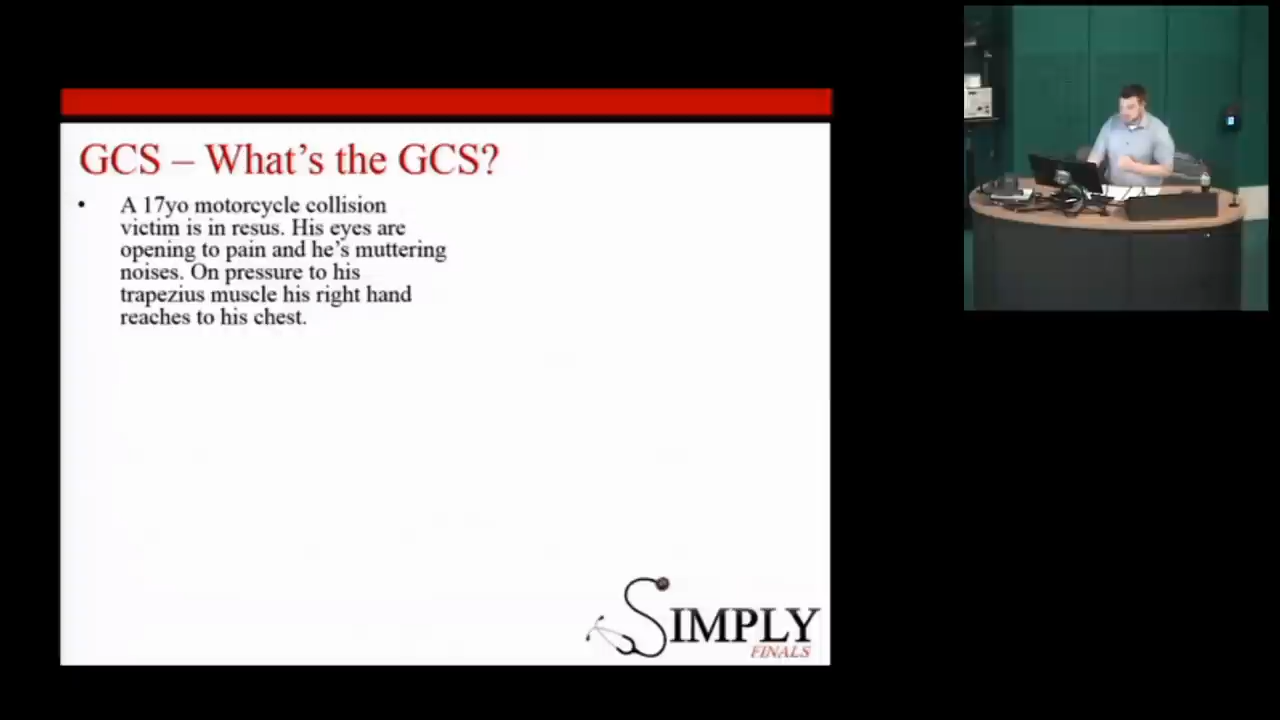 GCS – What's the GCS?
• A 17yo motorcycle collision
victim is in resus. His eyes are
opening to pain and he's muttering
noises. On pressure to his
trapezius muscle his right hand
reaches to his chest.
SIMPLY
FINALS